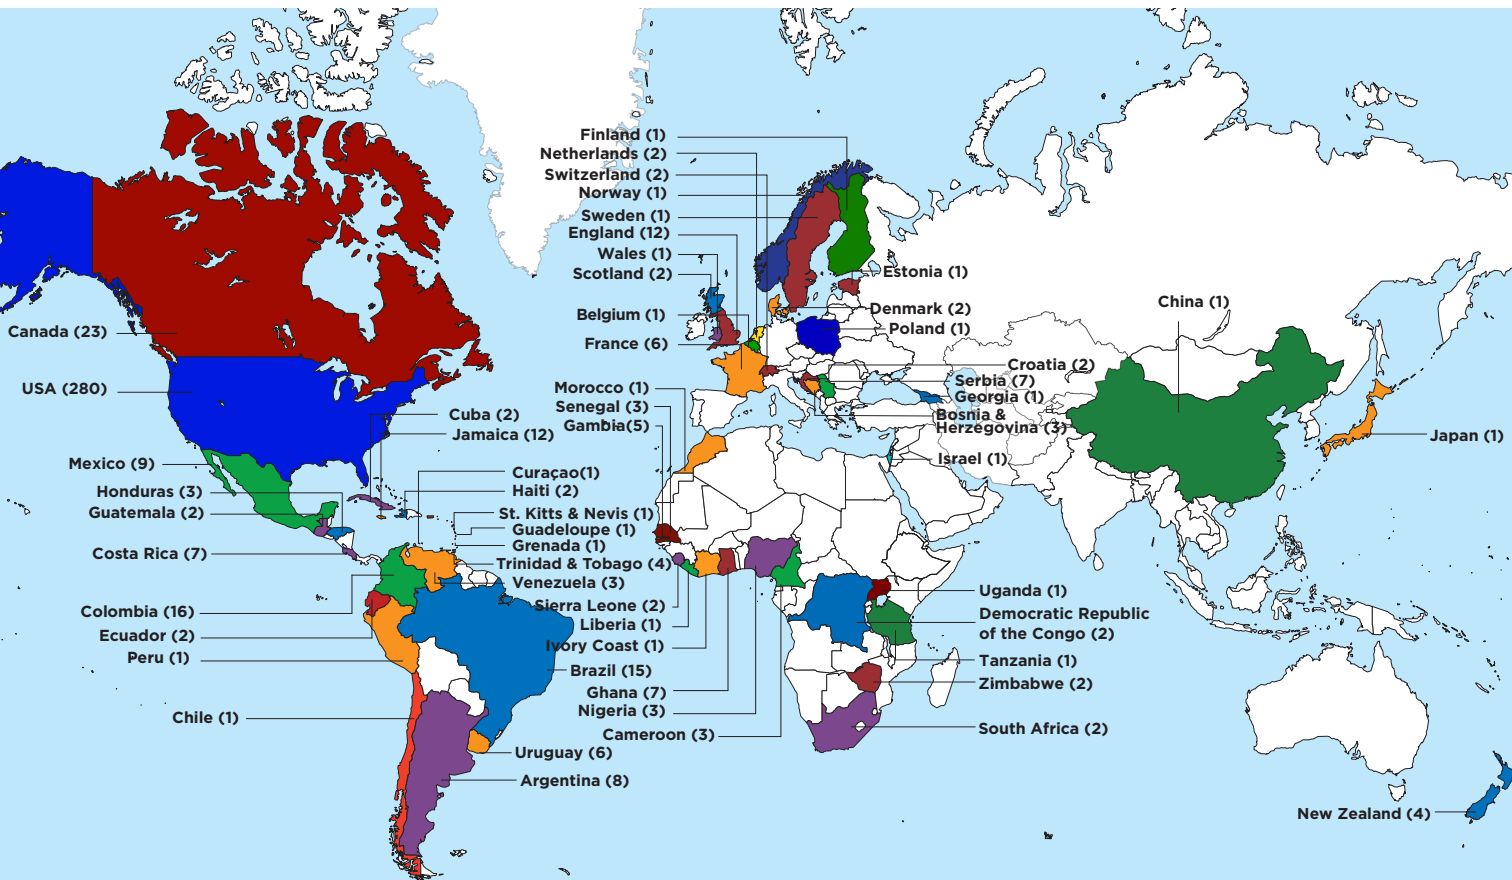 Finland (1)
Netherlands (2)
Switzerland (2)
Norway (1)
Sweden (1)
England (12)
Wales (1)
Scotland (2)
Estonia (1)
China (1)
Denmark (2)
Belgium (1)
Poland (1)
Canada (23)
France (6)
Croatia (2)
Serbia (7)
USA (280)
Morocco (1)
Georgia (1)
Senegal (3)
Cuba (2)
Bosnia &
Herzegovina (3)
Gambia(5)
Jamaica (12)
Japan (1)
Mexico (9)
Israel (1)
Curaçao(1)
Honduras (3)
Haiti (2)
Guatemala (2)
St. Kitts & Nevis (1)
Guadeloupe (1)
Grenada (1)
Costa Rica (7)
Trinidad & Tobago (4)
Venezuela (3)
Uganda (1)
Sierra Leone (2)
Colombia (16)
Democratic Republic
of the Congo (2)
Liberia (1)
Ecuador (2)
Ivory Coast (1)
Peru (1)
Tanzania (1)
Brazil (15)
Zimbabwe (2)
Ghana (7)
Nigeria (3)
Chile (1)
South Africa (2)
Cameroon (3)
Uruguay (6)
Argentina (8)
New Zealand (4)